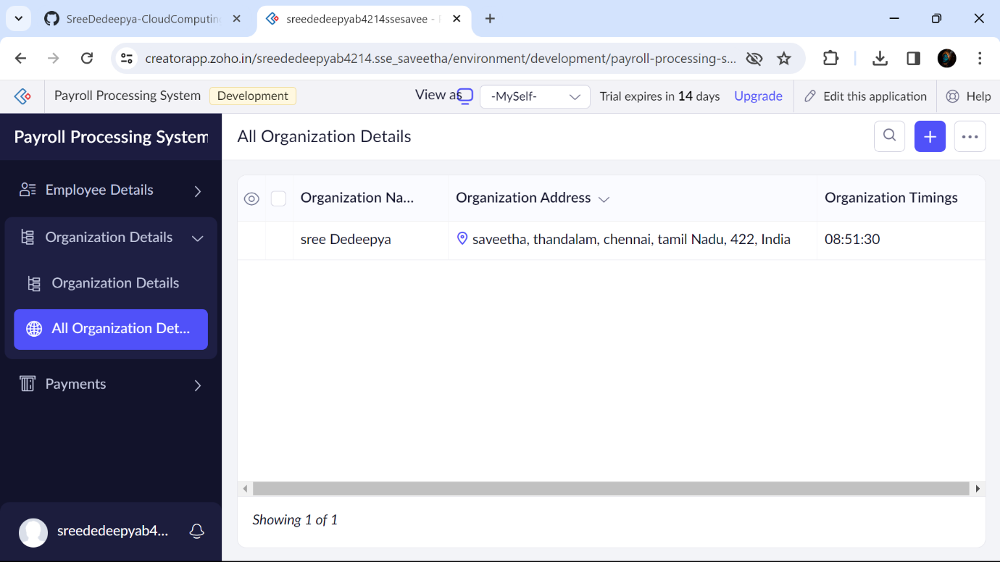 SreeDedeepya-CloudComputin
sreededeepyab4214ssesavee -
creatorapp.zoho.in/sreededeepyab4214.sse_saveetha/environment/development/payroll-processing-s...
Payroll Processing System
Development
View as
-MySelf-
Trial expires in 14 days
Upgrade
Edit this application
Help
Payroll Processing System
All Organization Details
Employee Details
Organization Details
Organization Details
All Organization Det...
Payments
sreededeepyab4...
Organization Na...
Organization Address
Organization Timings
sree Dedeepya
saveetha, thandalam, chennai, tamil Nadu, 422, India
08:51:30
Showing 1 of 1